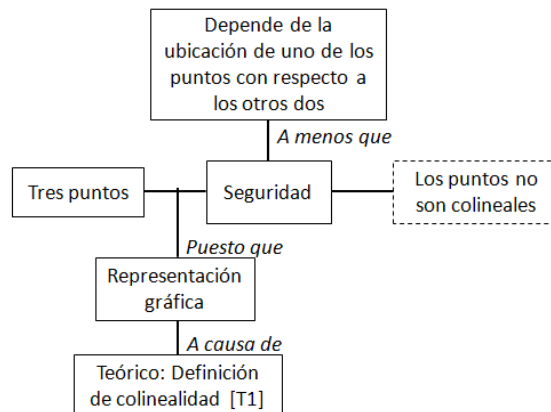 Depende de la
ubicación de uno de los
puntos con respecto a
los otros dos
A menos que
Tres puntos
Seguridad
Los puntos no
son colineales
Puesto que
Representación
gráfica
A causa de
Teórico: Definición
de colinealidad [T1]